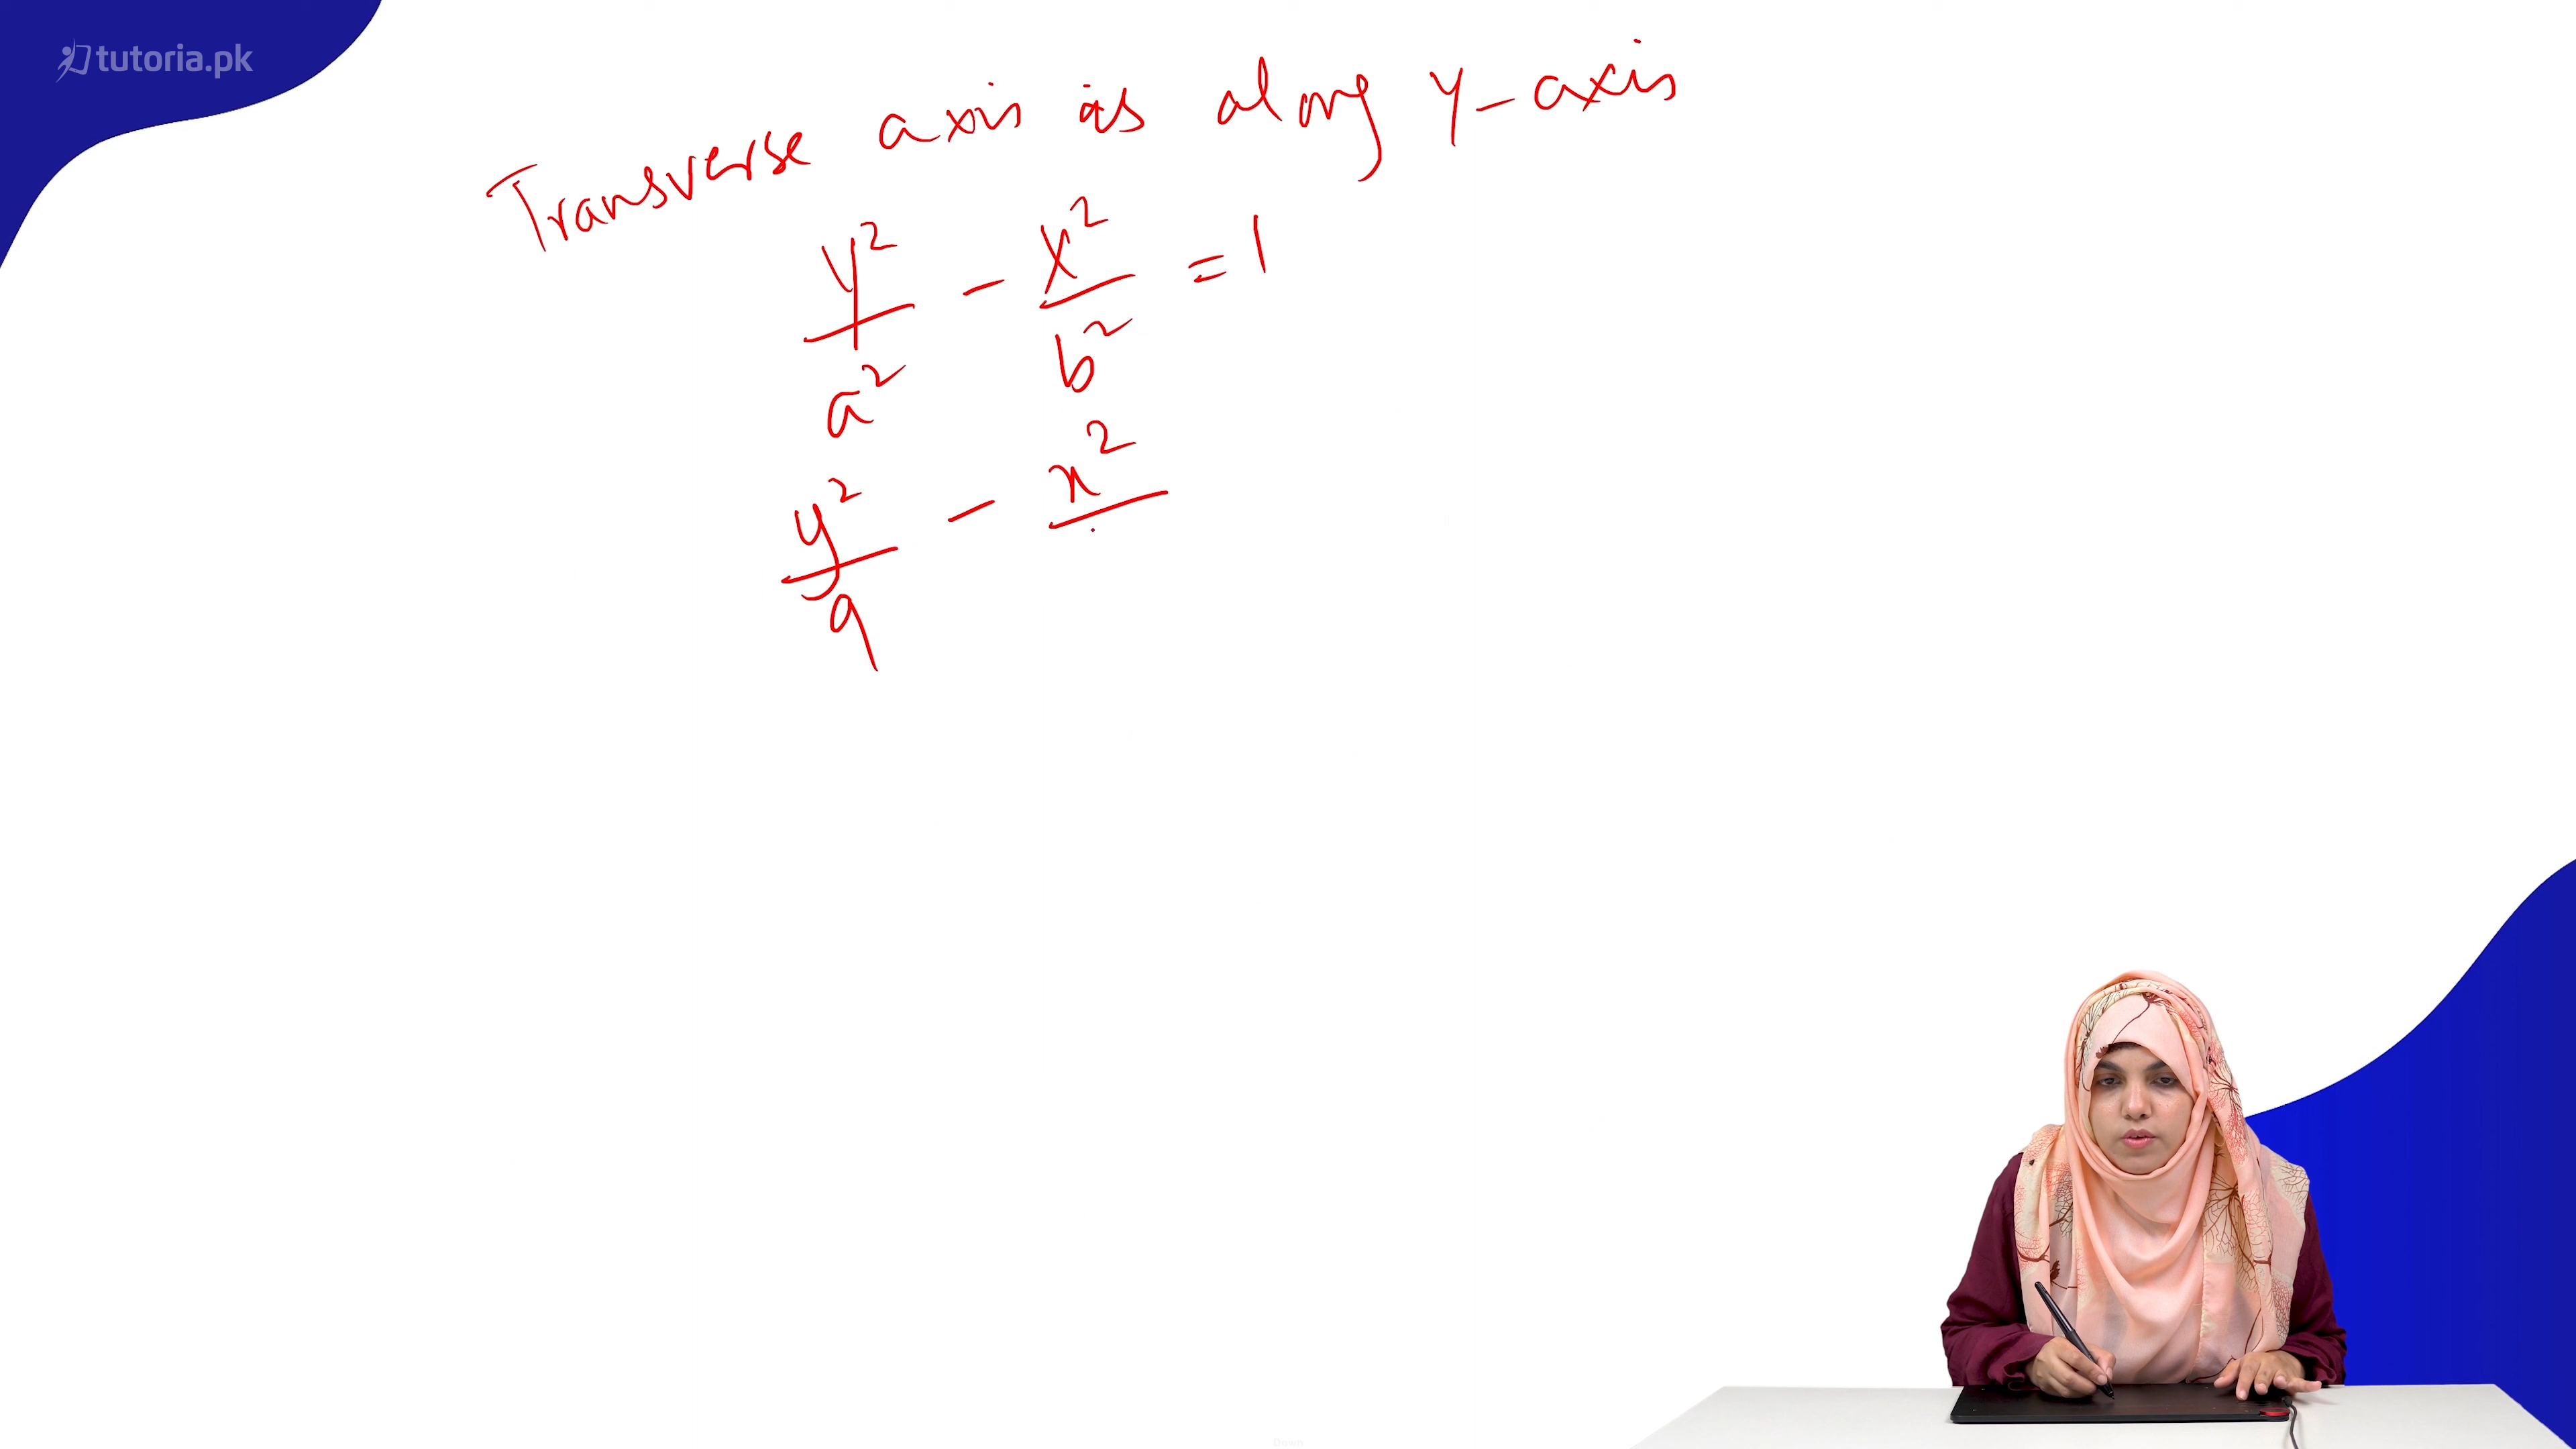 tutoria.pk
Transverse axis is along y-axis
y²/a² - x²/b² = 1
y²/9 - x²/